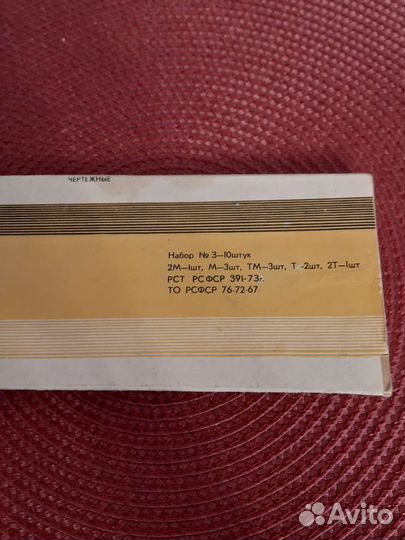 ЧЕРТЕЖНЫЕ
Набор № 3—10штук
2М—1шт, М—3шт, ТМ—3шт, Т—2шт, 2Т—1шт
РСТ РСФСР 391-73г.
ТО РСФСР 76-72-67
Avito